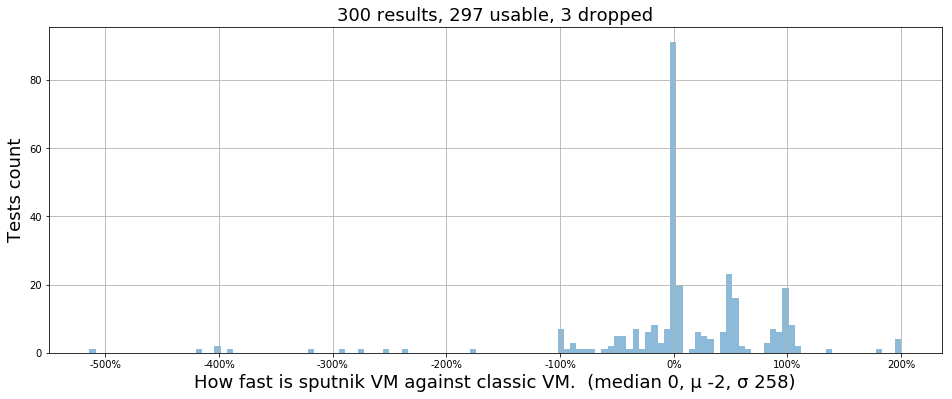 300 results, 297 usable, 3 dropped
Tests count
80
60
40
20
0
-500% -400% -300% -200% -100% 0% 100% 200%
How fast is sputnik VM against classic VM.  (median 0, μ -2, σ 258)